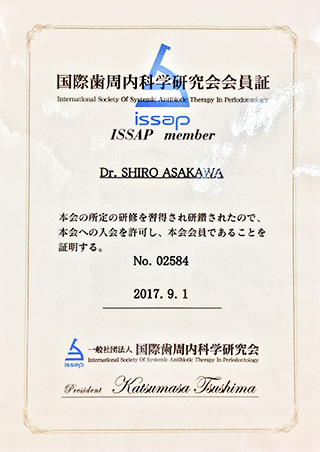 国際歯周内科学研究会会員証
International Society Of Systemic Antibiotic Therapy In Periodontology
issap
ISSAP member
Dr. SHIRO ASAKAWA
本会の所定の研修を習得され研鑽されたので、
本会への入会を許可し、本会会員であることを
証明する。
No. 02584
2017. 9. 1
一般社団法人 国際歯周内科学研究会
International Society Of Systemic Antibiotic Therapy In Periodontology
issap
President Katsumasa Tsushima